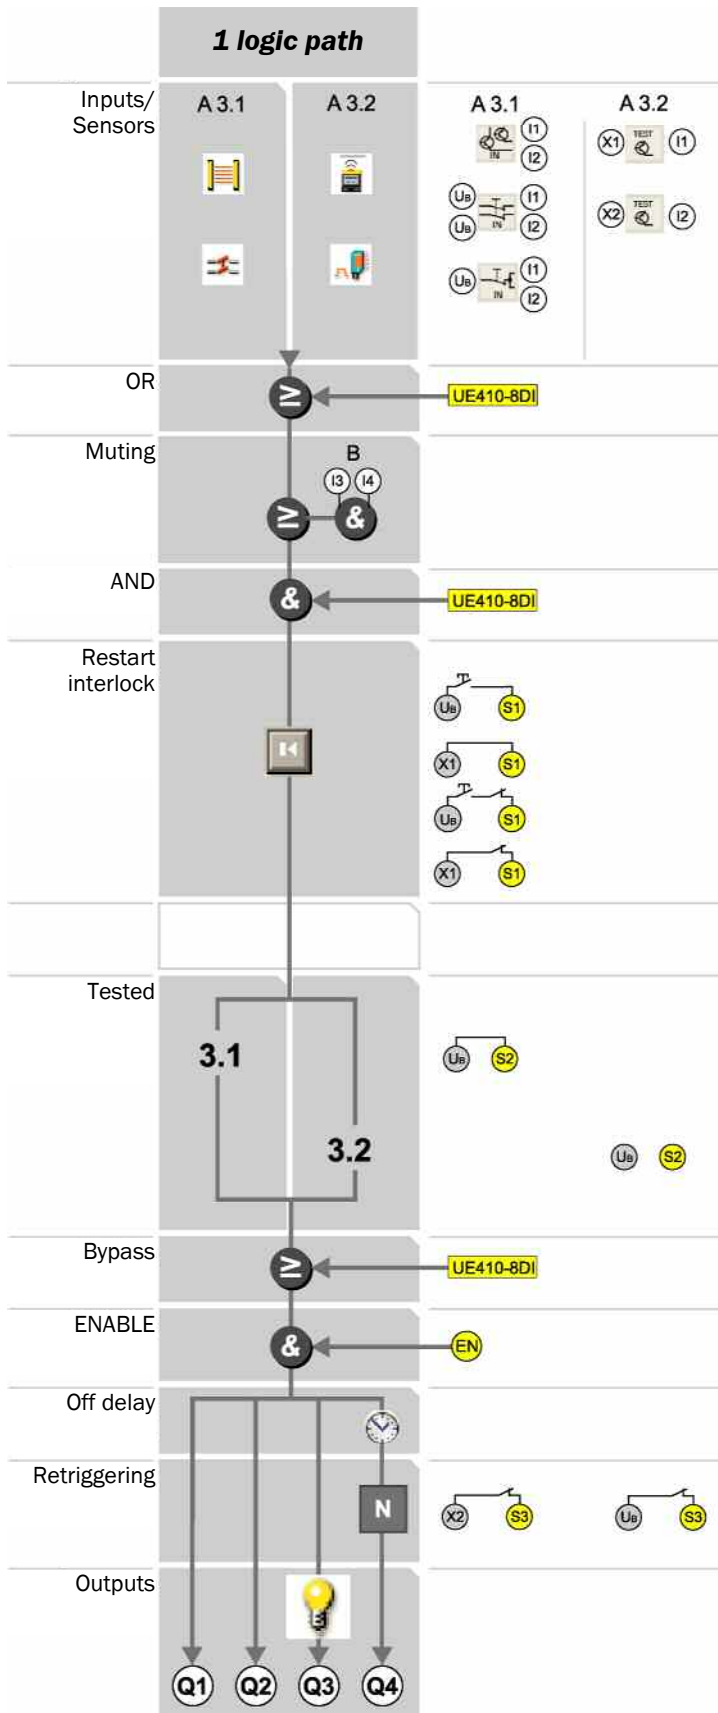 1 logic path
Inputs/
Sensors
A 3.1
A 3.2
A 3.1
A 3.2
I1
IN
I2
X1
TEST
I1
UB
I1
UB
IN
I2
X2
TEST
I2
UB
I1
IN
I2
OR
≥
UE410-8DI
Muting
B
I3
I4
≥
&
AND
&
UE410-8DI
Restart
interlock
UB
S1
X1
S1
UB
S1
X1
S1
Tested
3.1
UB
S2
3.2
UB
S2
Bypass
≥
UE410-8DI
ENABLE
&
EN
Off delay
Retriggering
N
X2
S3
UB
S3
Outputs
Q1
Q2
Q3
Q4